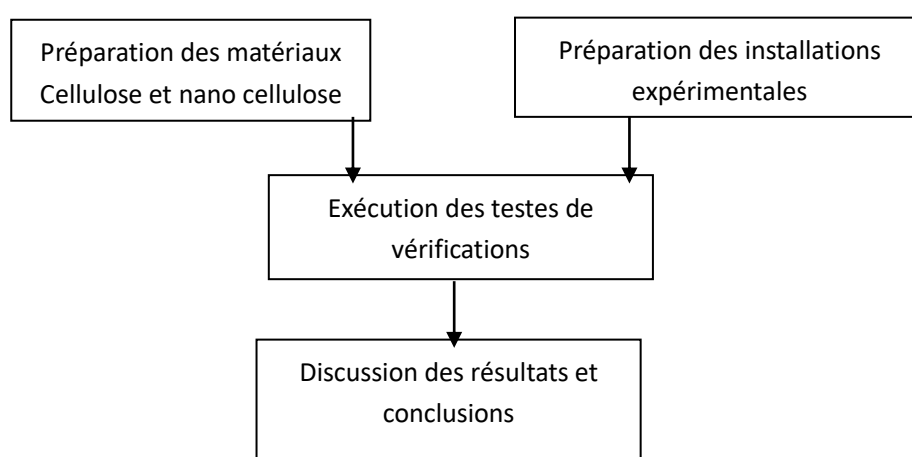 Préparation des matériaux
Cellulose et nano cellulose
Préparation des installations
expérimentales
Exécution des testes de
vérifications
Discussion des résultats et
conclusions